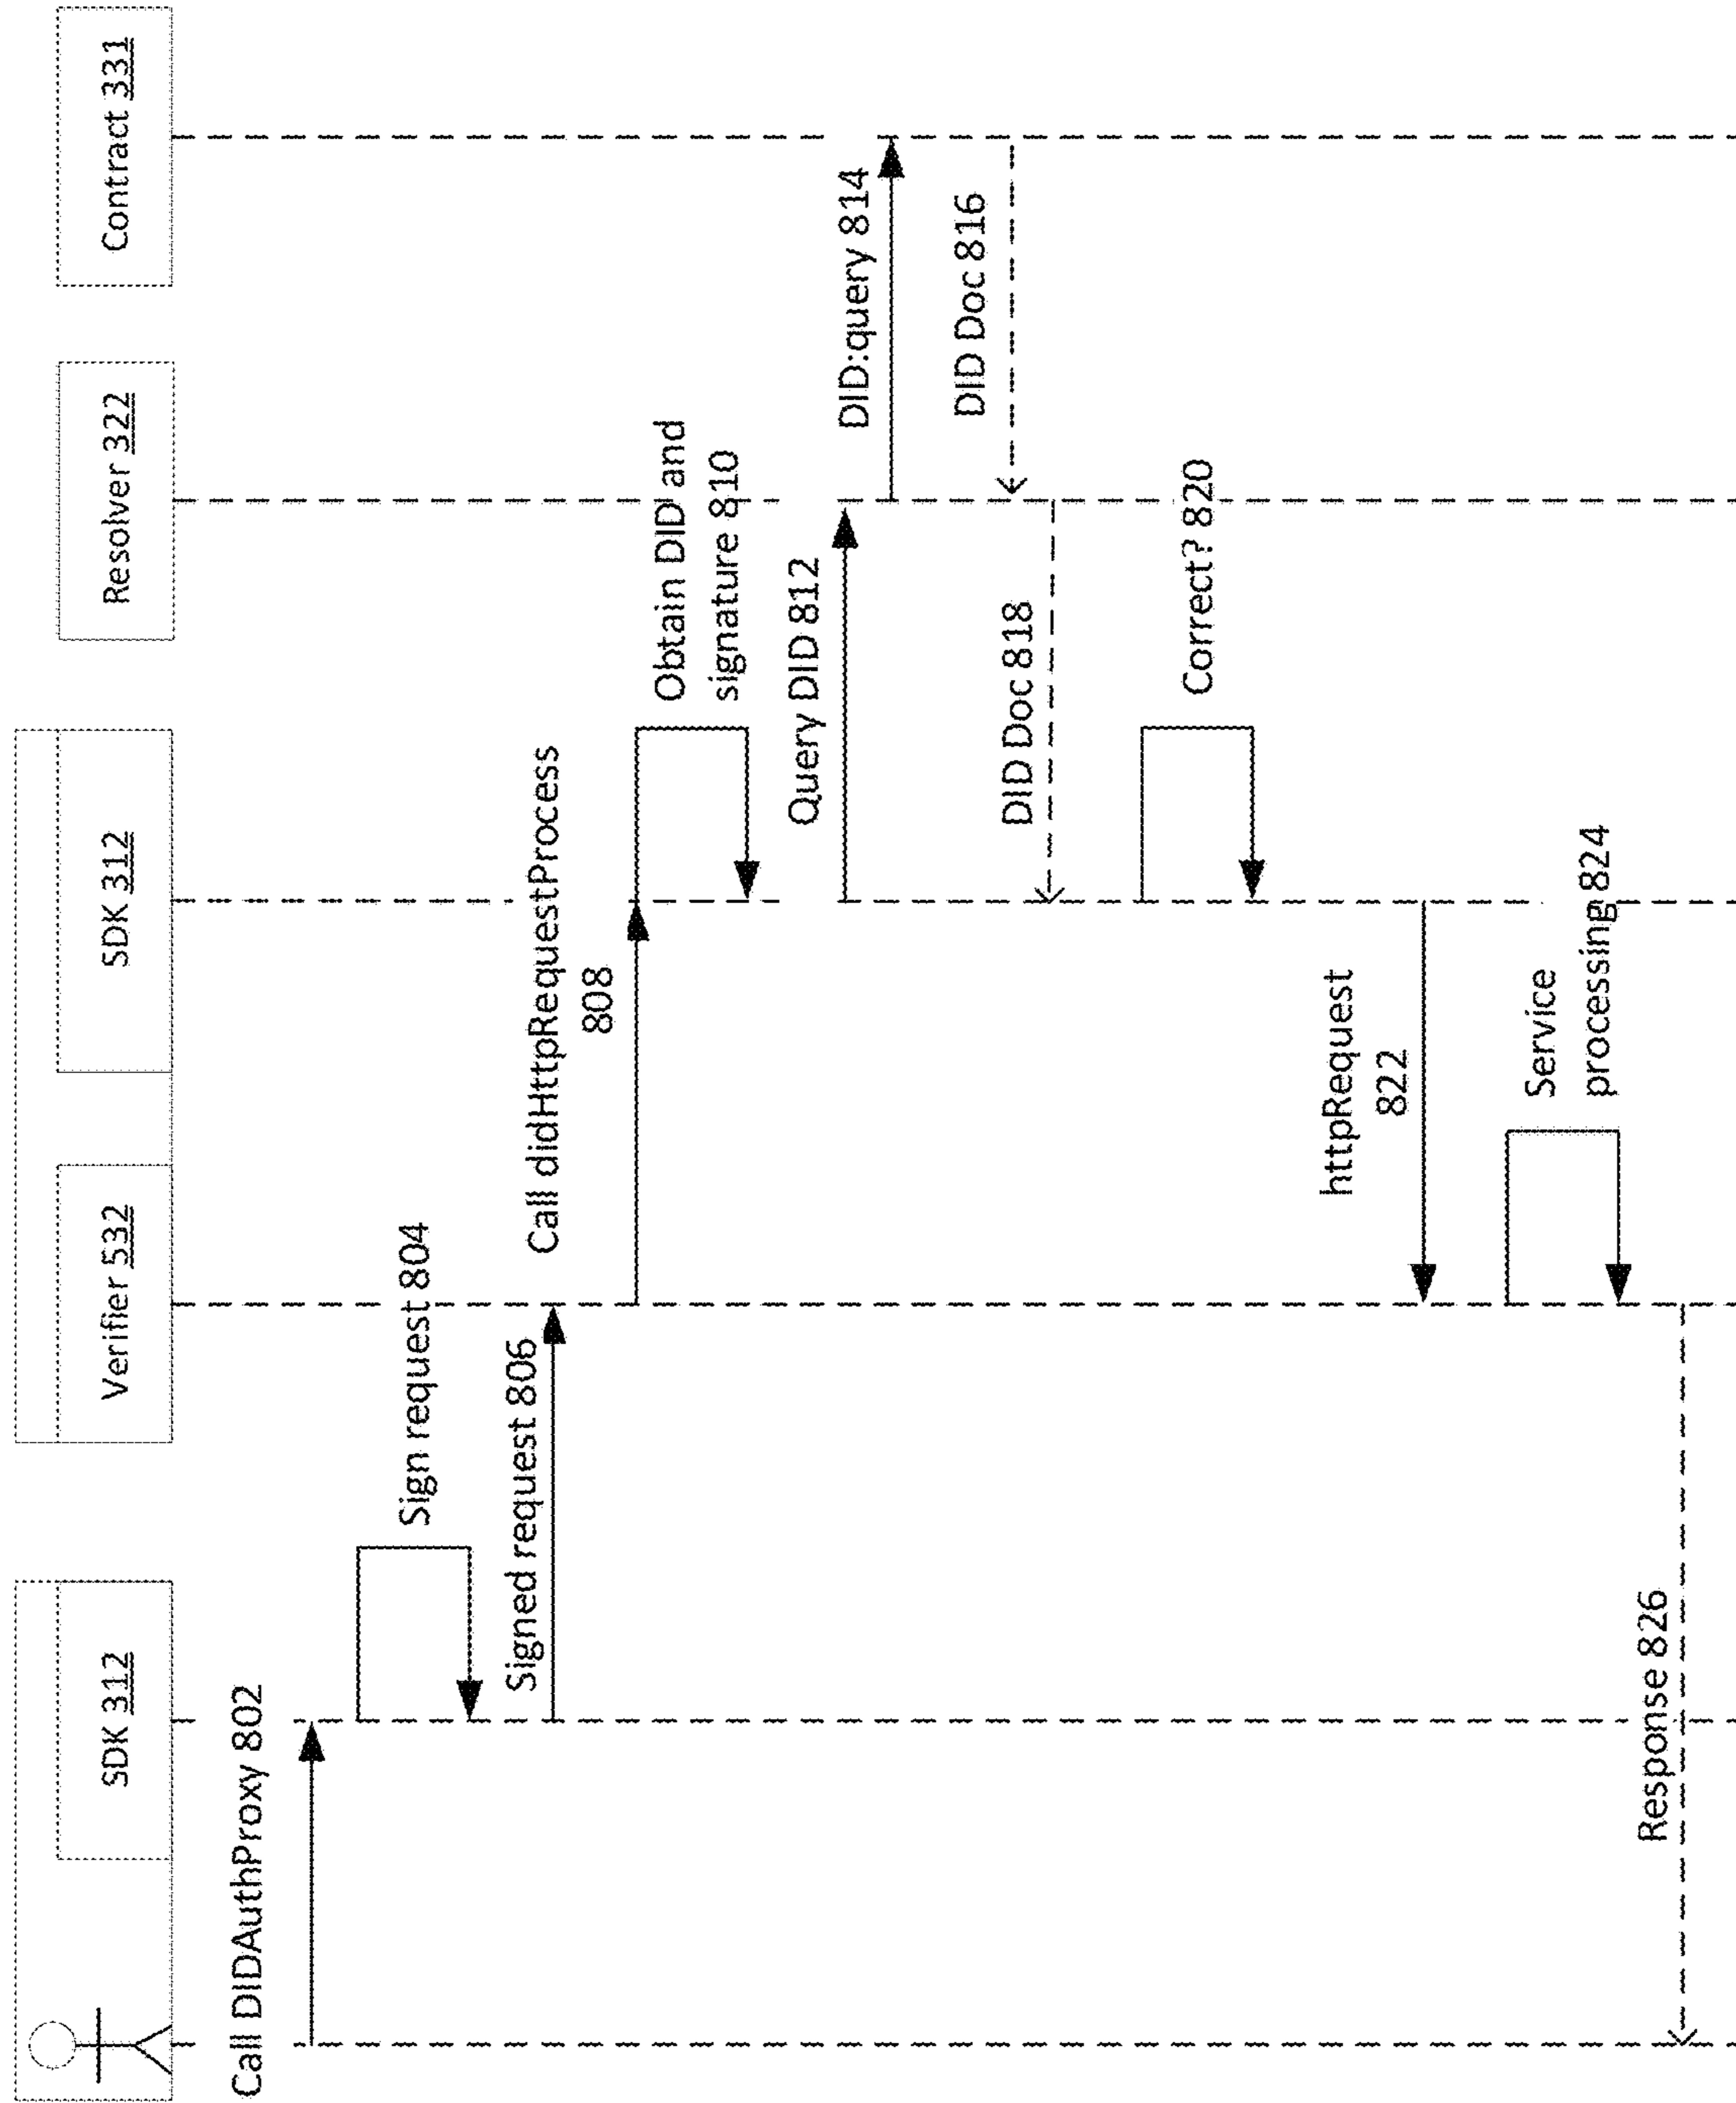 SDK 312
Verifier 532
SDK 312
Resolver 322
Contract 331
Call DIDAuthProxy 802
Sign request 804
Signed request 806
Call didHttpRequestProcess
808
Obtain DID and
signature 810
Query DID 812
DID:query 814
DID Doc 816
DID Doc 818
Correct? 820
httpRequest
822
Service
processing 824
Response 826